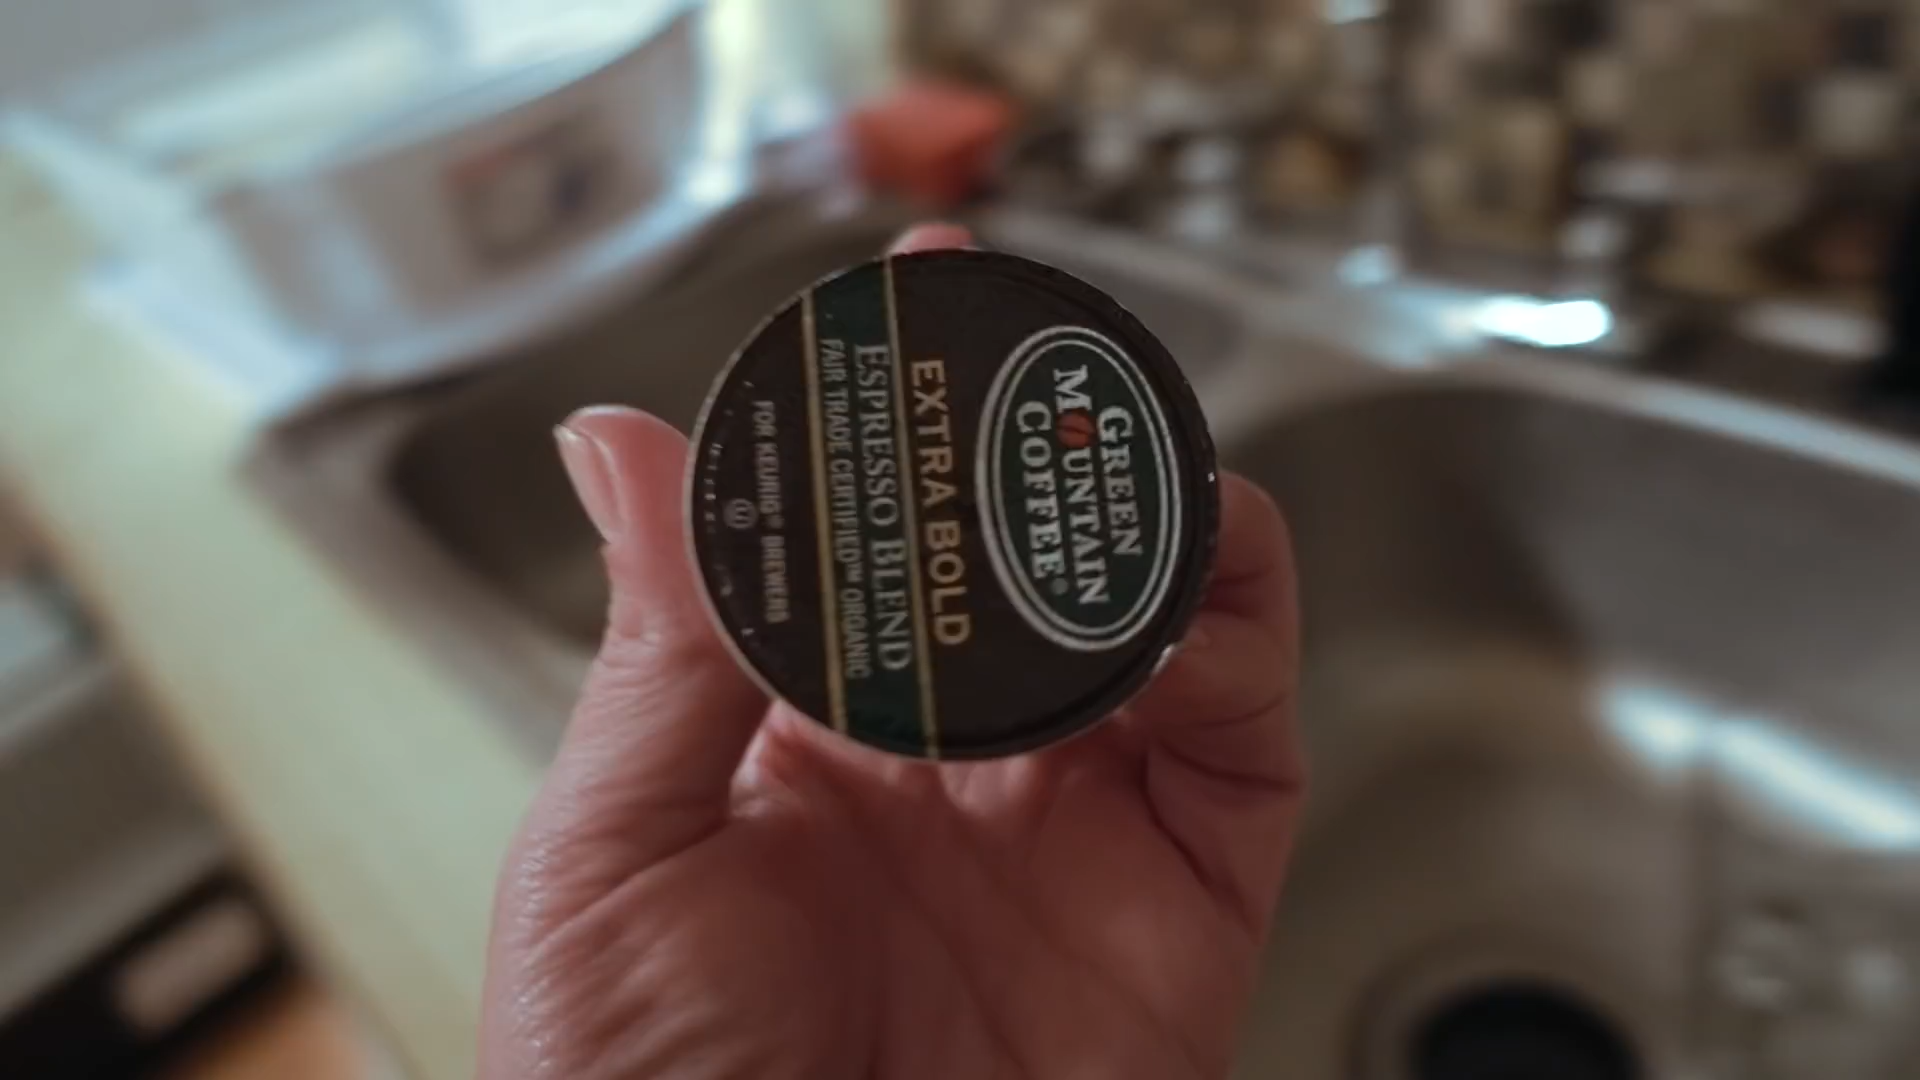 GREEN
MOUNTAIN
COFFEE®
EXTRA BOLD
ESPRESSO BLEND
FAIR TRADE CERTIFIED™ ORGANIC
FOR KEURIG® BREWERS
U